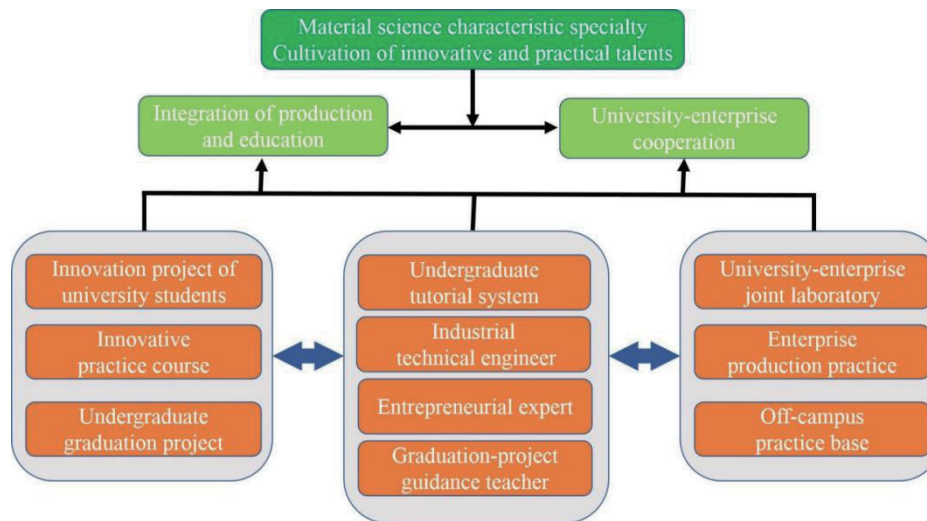 Material science characteristic specialty
Cultivation of innovative and practical talents
Integration of production
and education
University-enterprise
cooperation
Innovation project of
university students
Innovative
practice course
Undergraduate
graduation project
Undergraduate
tutorial system
Industrial
technical engineer
Entrepreneurial expert
Graduation-project
guidance teacher
University-enterprise
joint laboratory
Enterprise
production practice
Off-campus
practice base